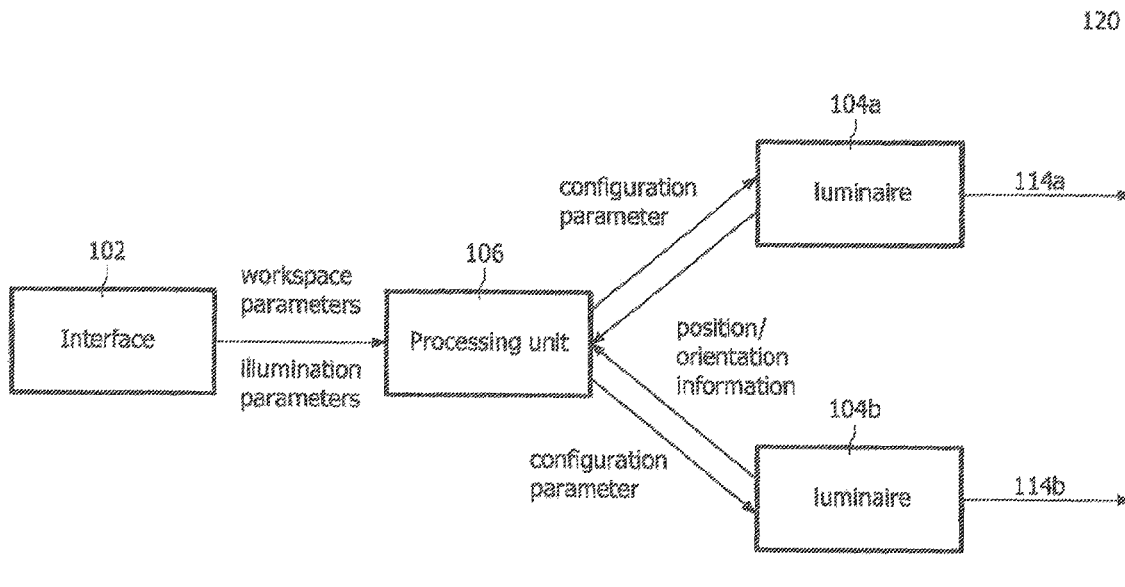 120
104a
luminaire
114a
configuration
parameter
102
Interface
workspace
parameters
illumination
parameters
106
Processing unit
position/
orientation
information
configuration
parameter
104b
luminaire
114b